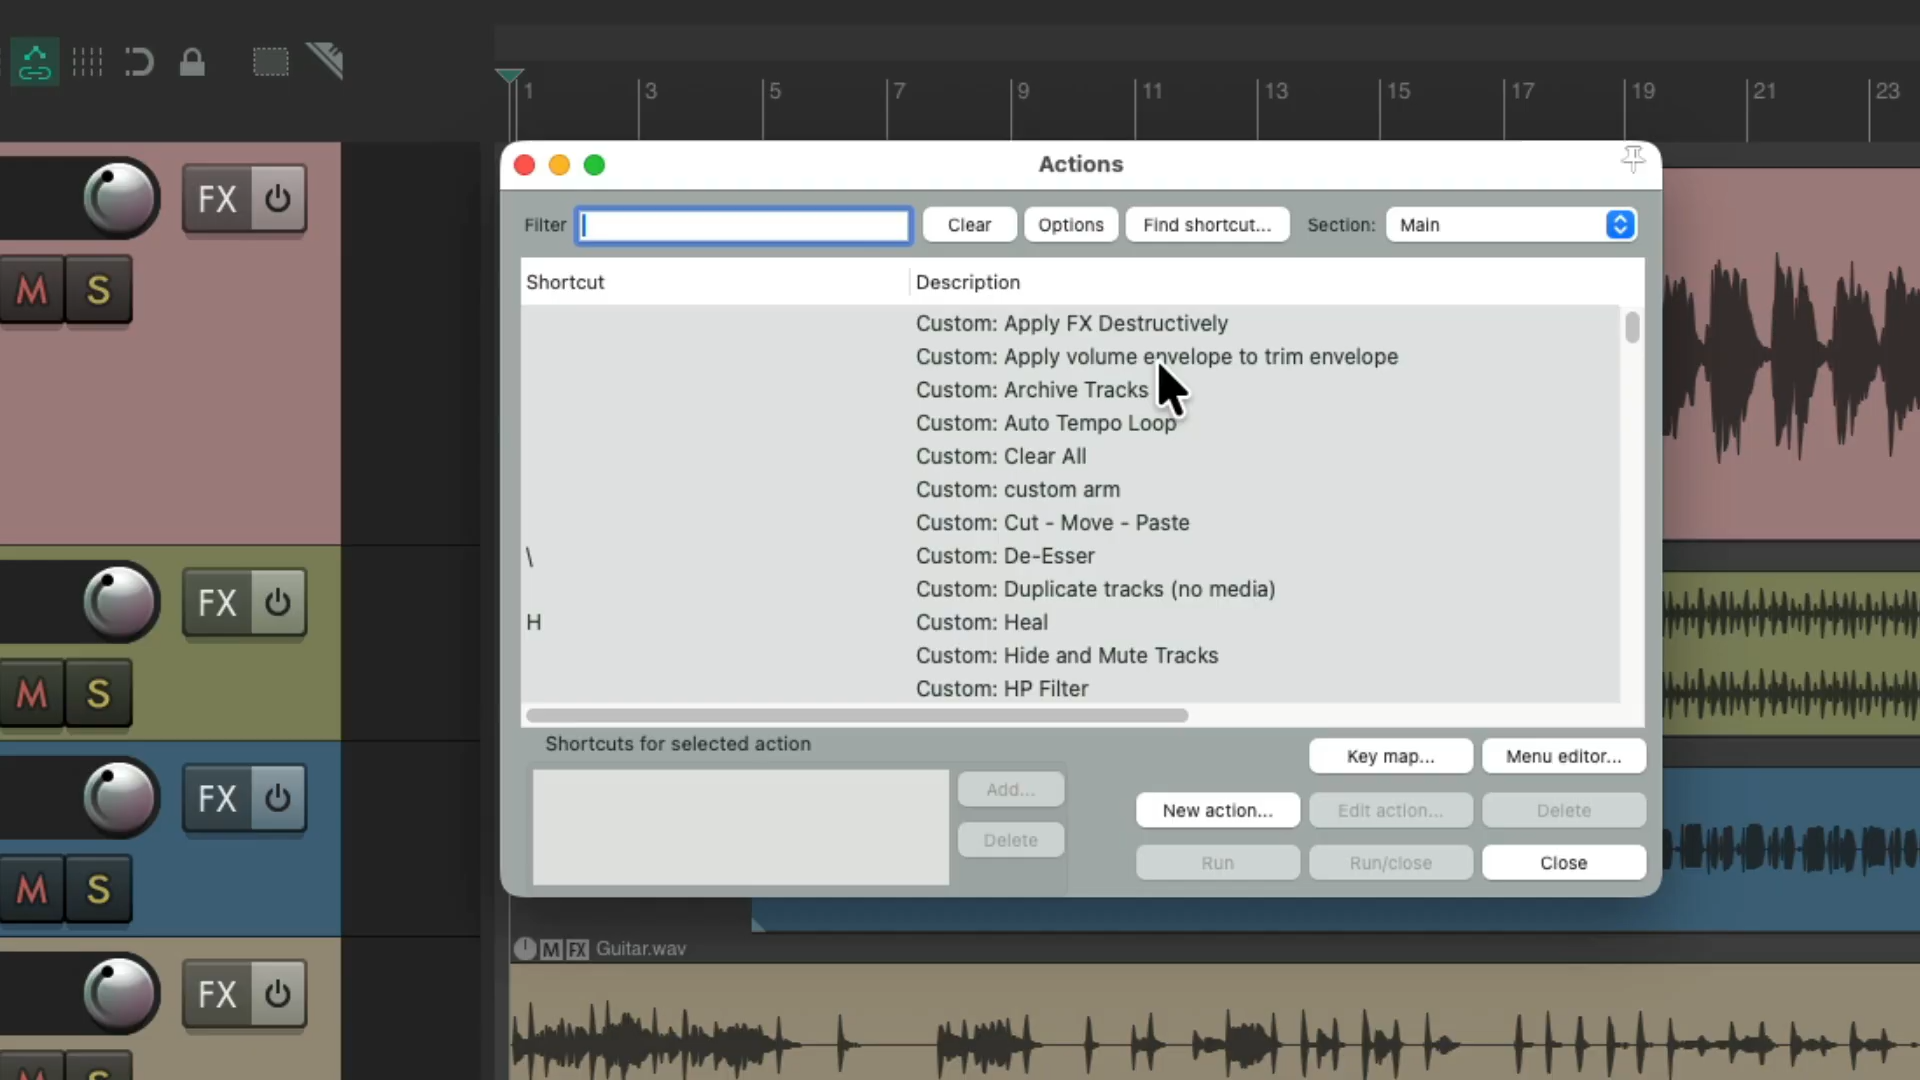 1 3 5 7 9 11 13 15 17 19 21 23
Actions
FX
Filter Clear Options Find shortcut... Section: Main
M S
Shortcut Description
Custom: Apply FX Destructively
Custom: Apply volume envelope to trim envelope
Custom: Archive Tracks
Custom: Auto Tempo Loop
Custom: Clear All
Custom: custom arm
Custom: Cut - Move - Paste
\ Custom: De-Esser
Custom: Duplicate tracks (no media)
H Custom: Heal
Custom: Hide and Mute Tracks
Custom: HP Filter
FX
M S
Shortcuts for selected action
Key map... Menu editor...
Add...
New action... Edit action... Delete
Delete
Run Run/close Close
FX
M S
M FX Guitar.wav
FX
M S